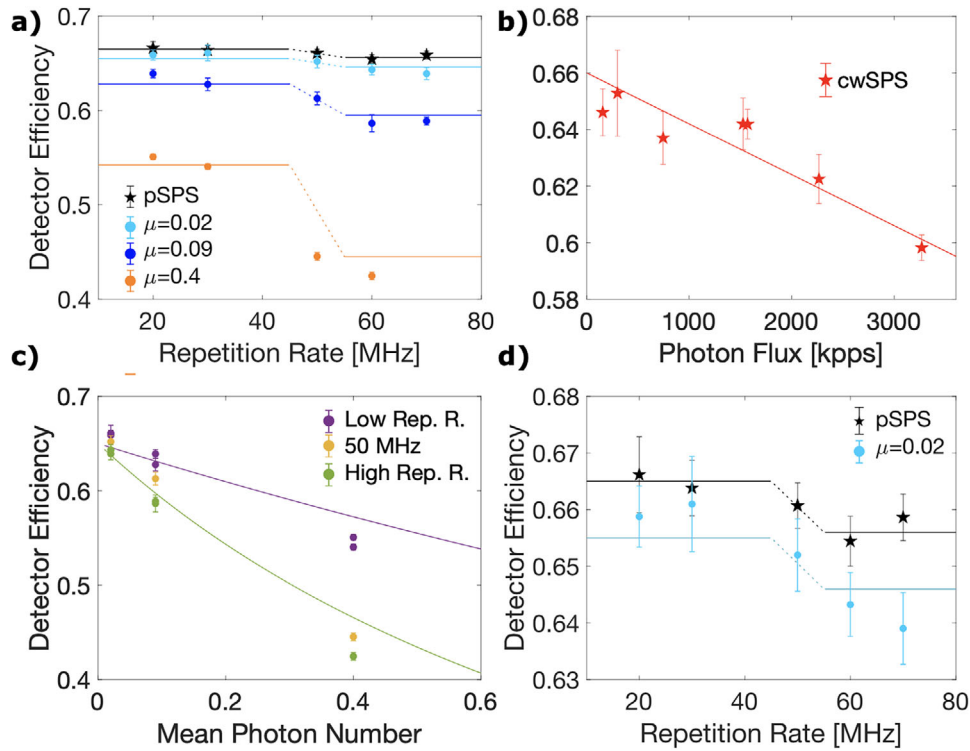 a)
0.7
0.6
0.5
0.4
Detector Efficiency
pSPS
μ=0.02
μ=0.09
μ=0.4
20 40 60 80
Repetition Rate [MHz]
b)
0.66
0.64
0.62
0.6
0.58
cwSPS
0 1000 2000 3000
Photon Flux [kpps]
c)
0.7
0.6
0.5
0.4
Detector Efficiency
Low Rep. R.
50 MHz
High Rep. R.
0 0.2 0.4 0.6
Mean Photon Number
d)
0.68
0.67
0.66
0.65
0.64
0.63
Detector Efficiency
pSPS
μ=0.02
20 40 60 80
Repetition Rate [MHz]